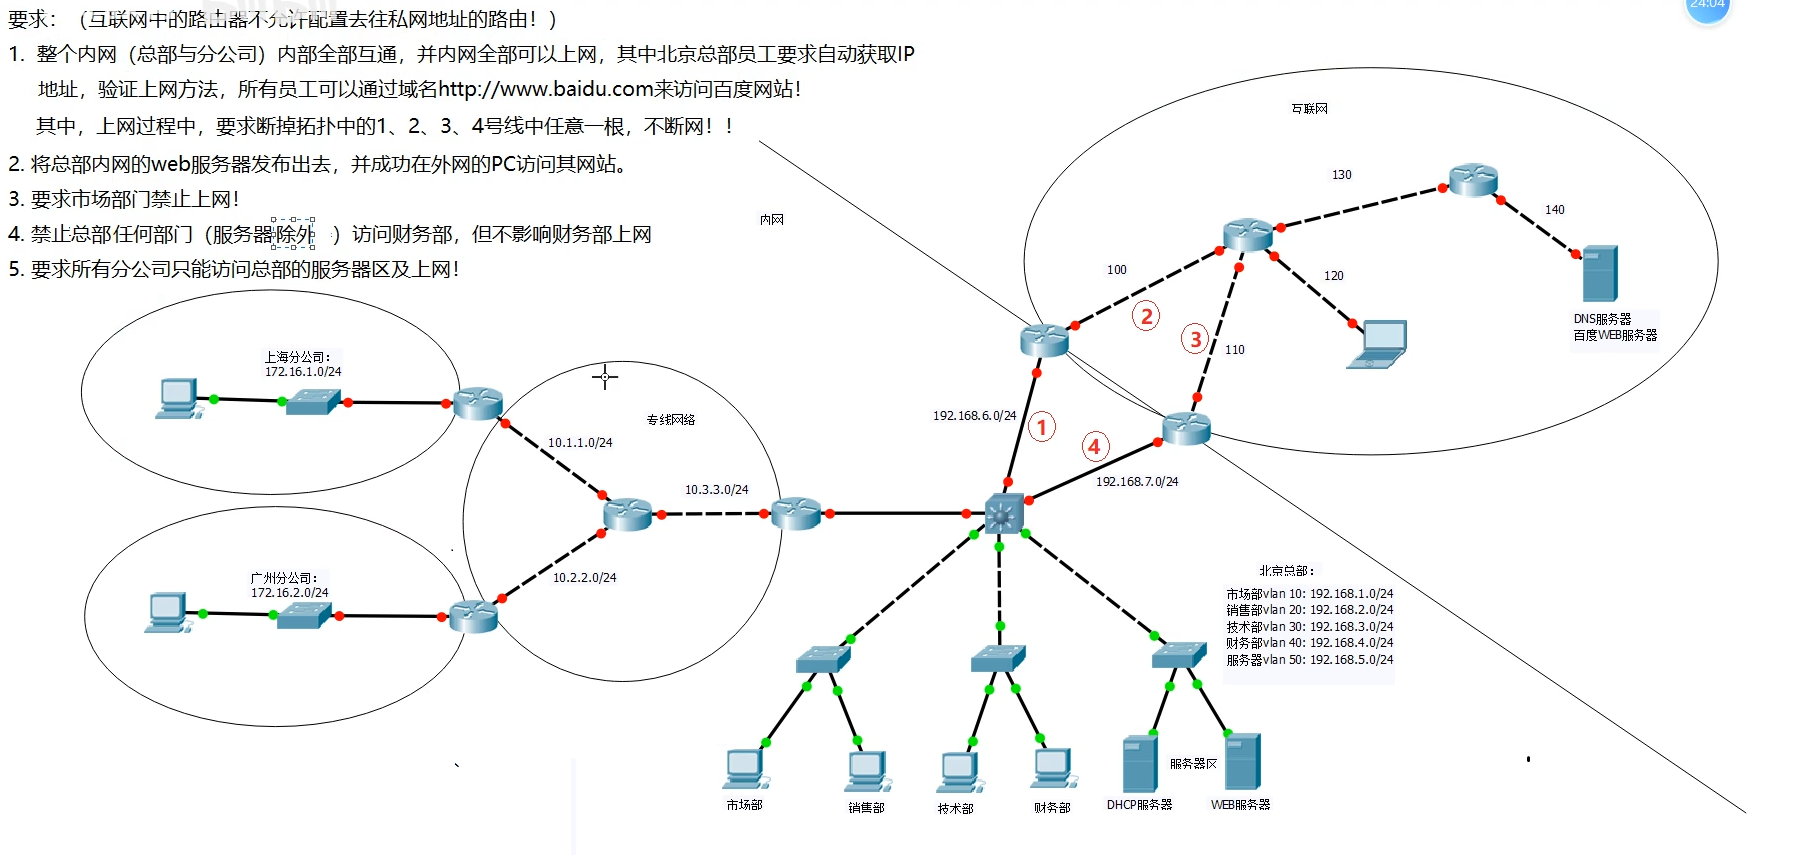 24:04
要求：（互联网中的路由器不允许配置去往私网地址的路由！）
1. 整个内网（总部与分公司）内部全部互通，并内网全部可以上网，其中北京总部员工要求自动获取IP
地址，验证上网方法，所有员工可以通过域名http://www.baidu.com来访问百度网站！
其中，上网过程中，要求断掉拓扑中的1、2、3、4号线中任意一根，不断网！！
2. 将总部内网的web服务器发布出去，并成功在外网的PC访问其网站。
3. 要求市场部门禁止上网！
4. 禁止总部任何部门（服务器除外 ）访问财务部，但不影响财务部上网
5. 要求所有分公司只能访问总部的服务器区及上网！
互联网
内网
130
140
100
120
2
3
110
DNS服务器
百度WEB服务器
上海分公司：
172.16.1.0/24
专线网络
192.168.6.0/24
1
4
10.1.1.0/24
192.168.7.0/24
10.3.3.0/24
广州分公司：
172.16.2.0/24
10.2.2.0/24
北京总部：
市场部vlan 10: 192.168.1.0/24
销售部vlan 20: 192.168.2.0/24
技术部vlan 30: 192.168.3.0/24
财务部vlan 40: 192.168.4.0/24
服务器vlan 50: 192.168.5.0/24
服务器区
市场部
销售部
技术部
财务部
DHCP服务器
WEB服务器